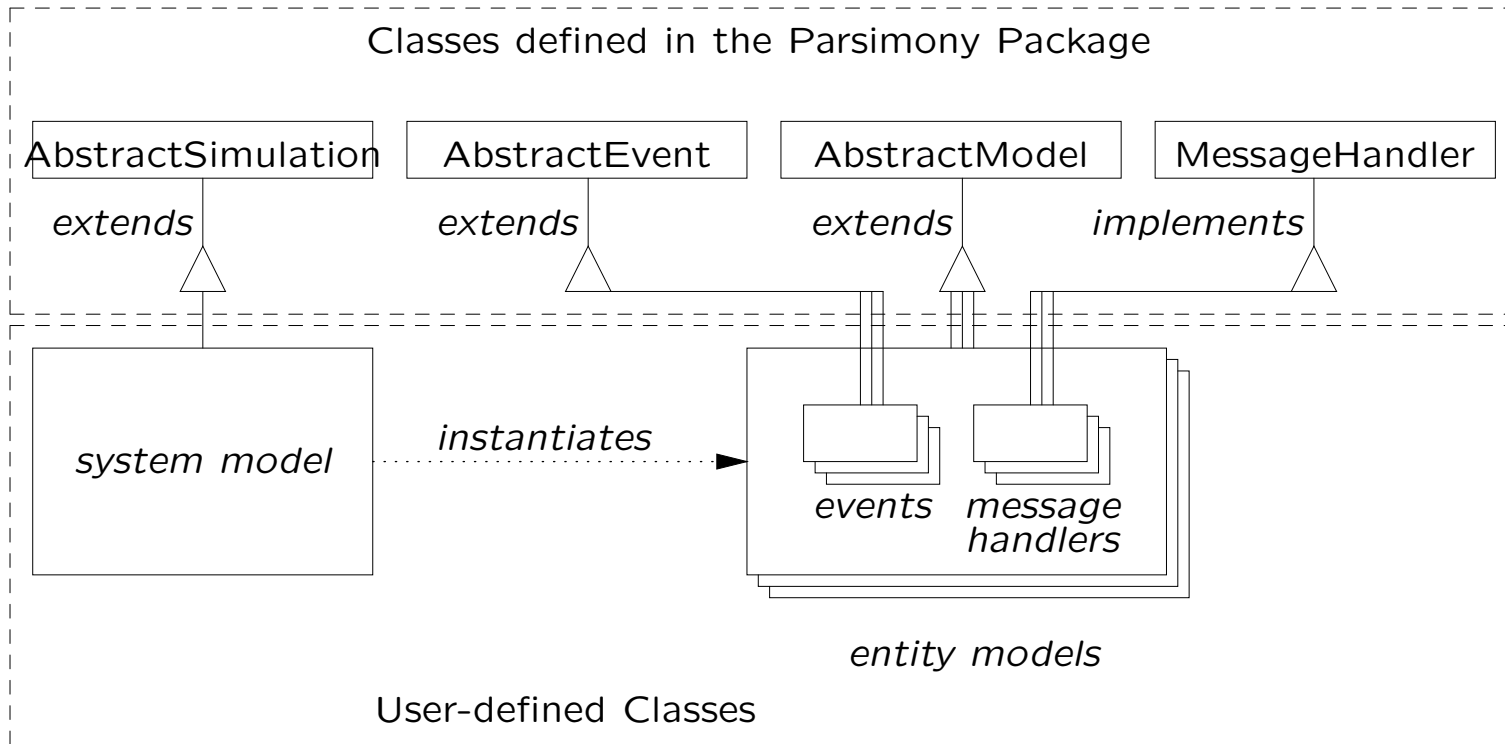 Classes defined in the Parsimony Package
AbstractSimulation
AbstractEvent
AbstractModel
MessageHandler
extends
extends
extends
implements
system model
instantiates
events
message
handlers
entity models
User-defined Classes